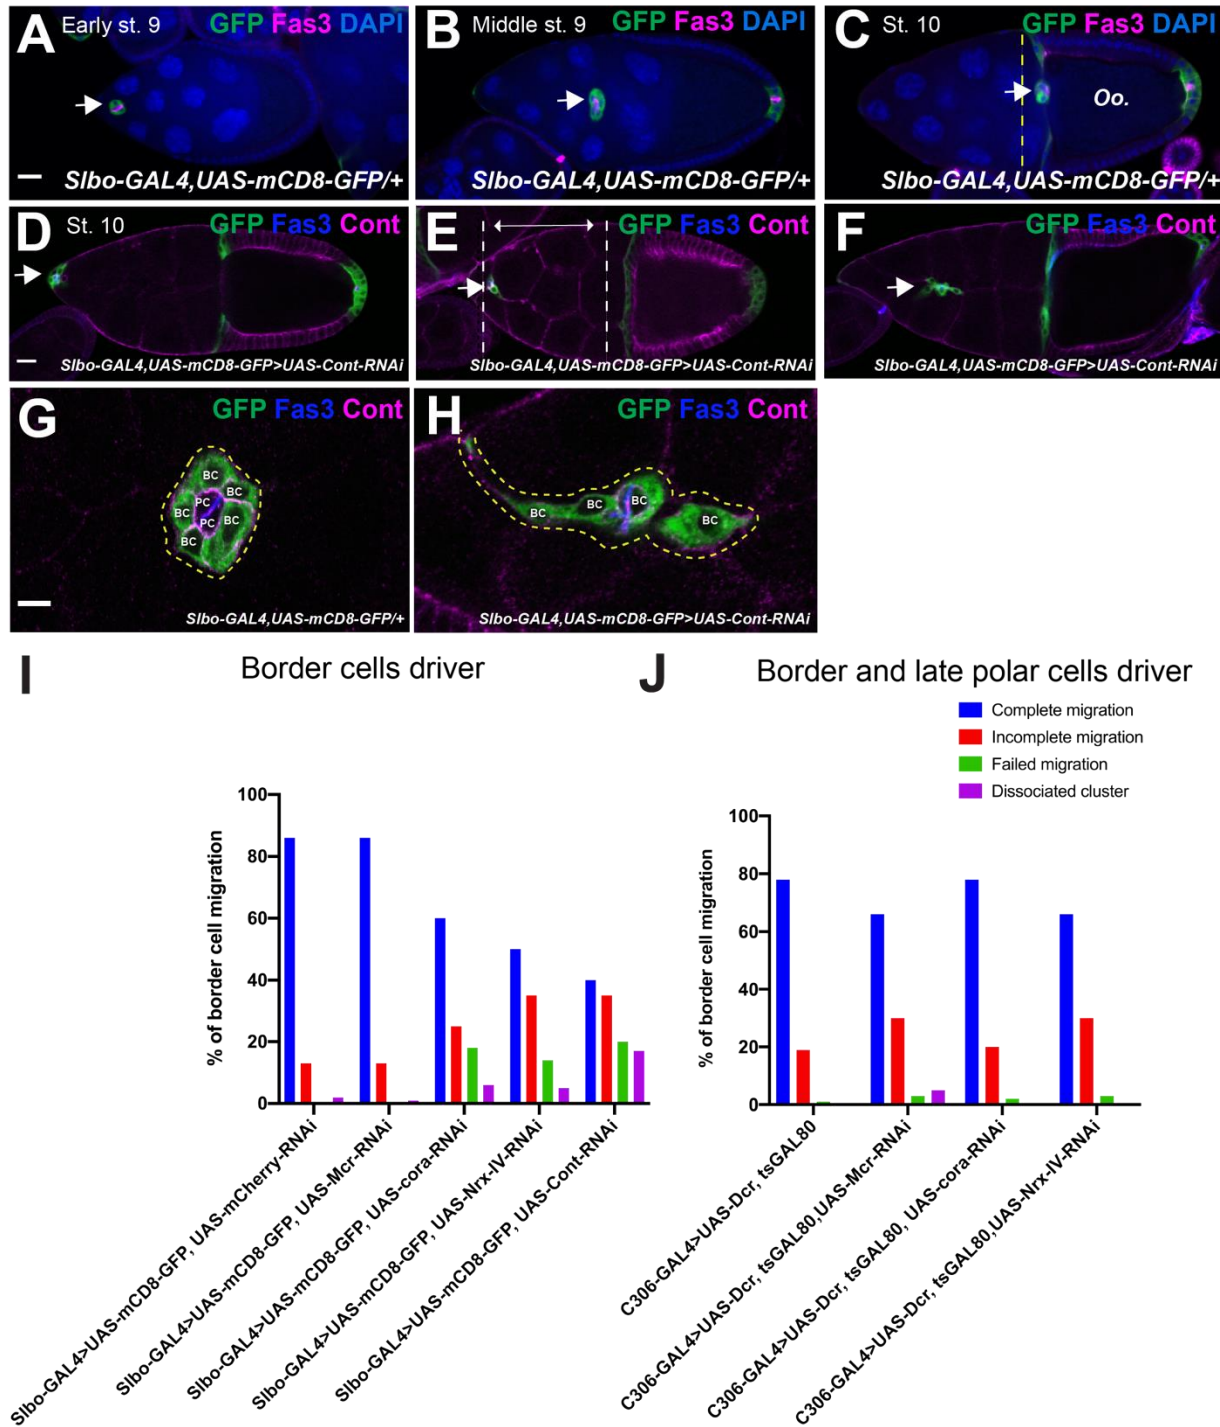 A Early st. 9 GFP Fas3 DAPI
Slbo-GAL4,UAS-mCD8-GFP/+
B Middle st. 9 GFP Fas3 DAPI
Slbo-GAL4,UAS-mCD8-GFP/+
C St. 10 GFP Fas3 DAPI
Oo.
Slbo-GAL4,UAS-mCD8-GFP/+
D St. 10 GFP Fas3 Cont
Slbo-GAL4,UAS-mCD8-GFP>UAS-Cont-RNAi
E GFP Fas3 Cont
Slbo-GAL4,UAS-mCD8-GFP>UAS-Cont-RNAi
F GFP Fas3 Cont
Slbo-GAL4,UAS-mCD8-GFP>UAS-Cont-RNAi
G GFP Fas3 Cont
BC
BC
PC
BC
PC
BC
BC
Slbo-GAL4,UAS-mCD8-GFP/+
H GFP Fas3 Cont
BC
BC
BC
BC
Slbo-GAL4,UAS-mCD8-GFP>UAS-Cont-RNAi
I Border cells driver
% of border cell migration
100
80
60
40
20
0
Slbo-GAL4>UAS-mCD8-GFP, UAS-mCherry-RNAi
Slbo-GAL4>UAS-mCD8-GFP, UAS-Mcr-RNAi
Slbo-GAL4>UAS-mCD8-GFP, UAS-cora-RNAi
Slbo-GAL4>UAS-mCD8-GFP, UAS-Nrx-IV-RNAi
Slbo-GAL4>UAS-mCD8-GFP, UAS-Cont-RNAi
J Border and late polar cells driver
Complete migration
Incomplete migration
Failed migration
Dissociated cluster
% of border cell migration
100
80
60
40
20
0
C306-GAL4>UAS-Dcr, tsGAL80
C306-GAL4>UAS-Dcr, tsGAL80,UAS-Mcr-RNAi
C306-GAL4>UAS-Dcr, tsGAL80, UAS-cora-RNAi
C306-GAL4>UAS-Dcr, tsGAL80,UAS-Nrx-IV-RNAi